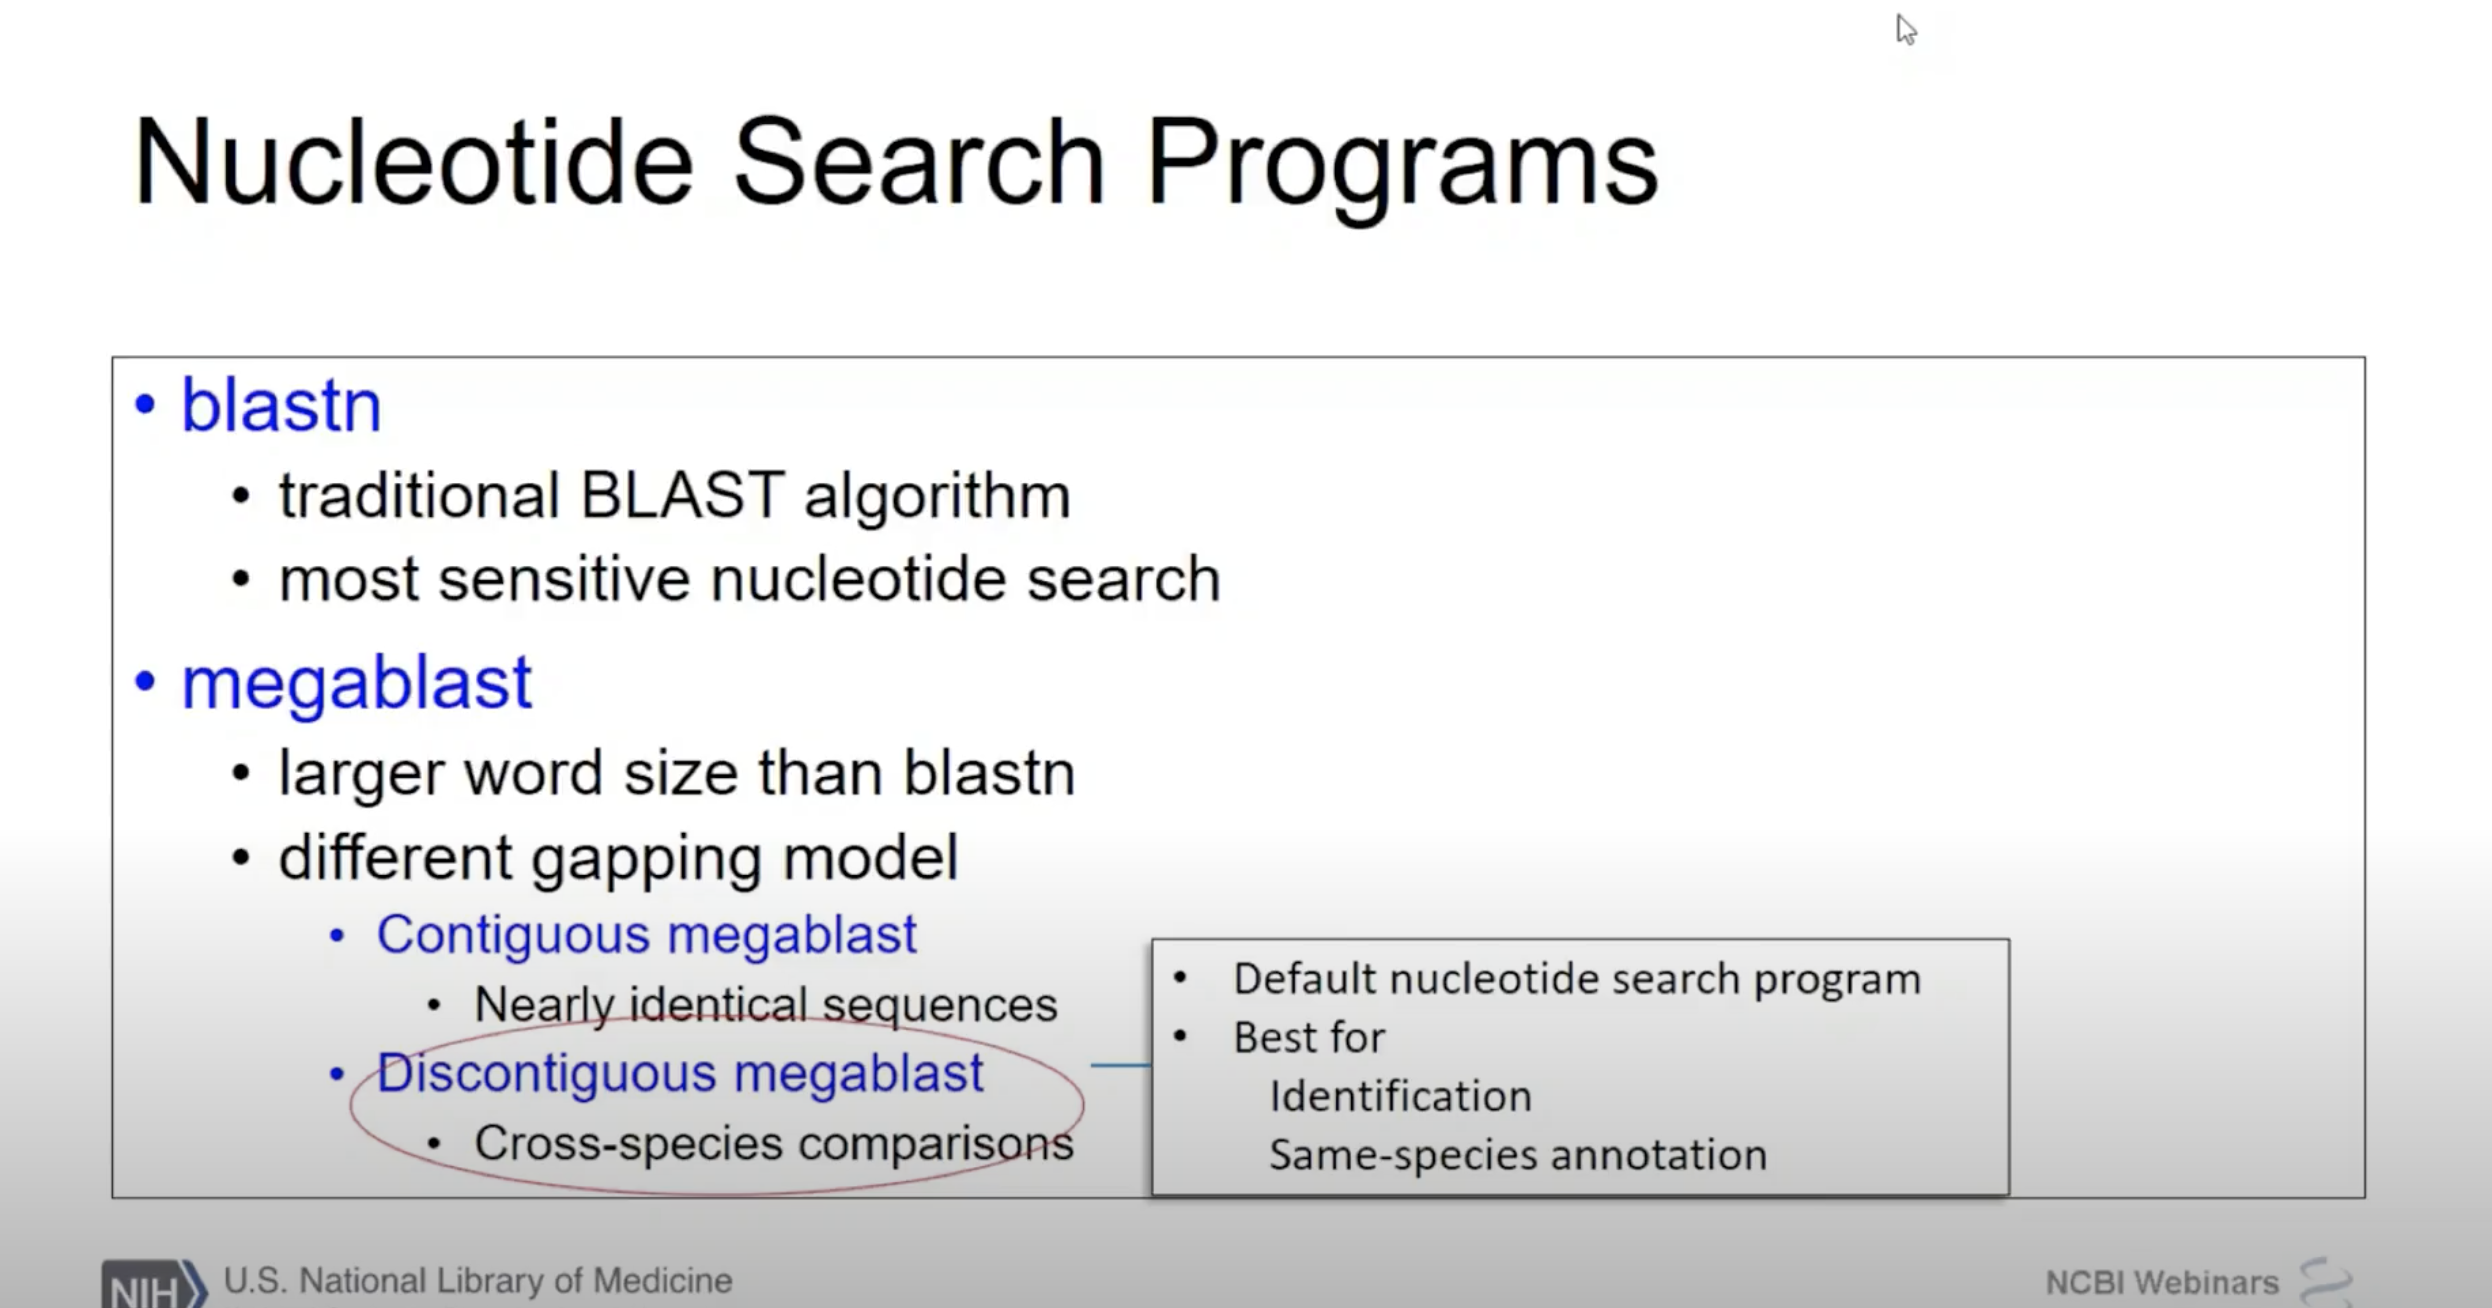 Nucleotide Search Programs
• blastn
• traditional BLAST algorithm
• most sensitive nucleotide search
• megablast
• larger word size than blastn
• different gapping model
• Contiguous megablast
• Nearly identical sequences
• Discontiguous megablast
• Cross-species comparisons
• Default nucleotide search program
• Best for
Identification
Same-species annotation
NIH U.S. National Library of Medicine
NCBI Webinars